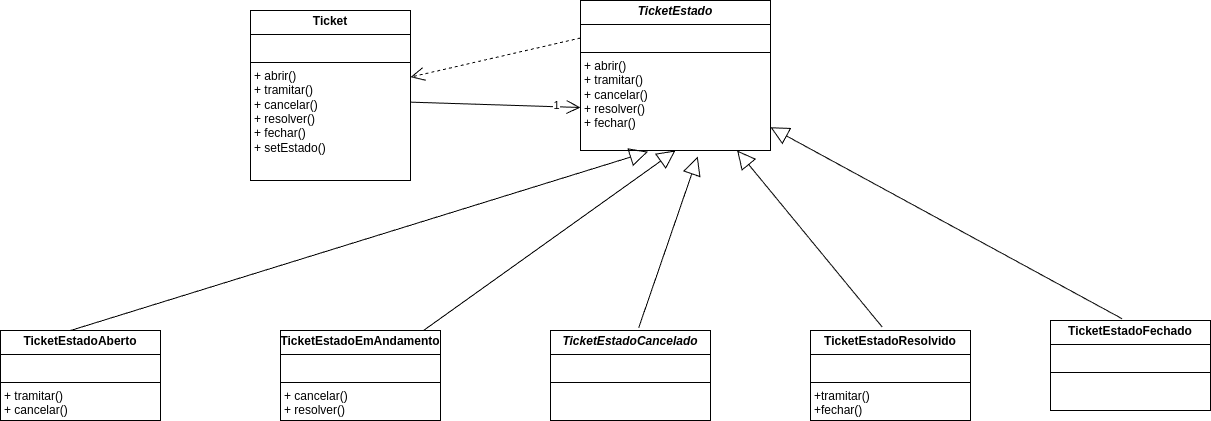 Ticket
+ abrir()
+ tramitar()
+ cancelar()
+ resolver()
+ fechar()
+ setEstado()
1
TicketEstado
+ abrir()
+ tramitar()
+ cancelar()
+ resolver()
+ fechar()
TicketEstadoAberto
+ tramitar()
+ cancelar()
TicketEstadoEmAndamento
+ cancelar()
+ resolver()
TicketEstadoCancelado
TicketEstadoResolvido
+tramitar()
+fechar()
TicketEstadoFechado